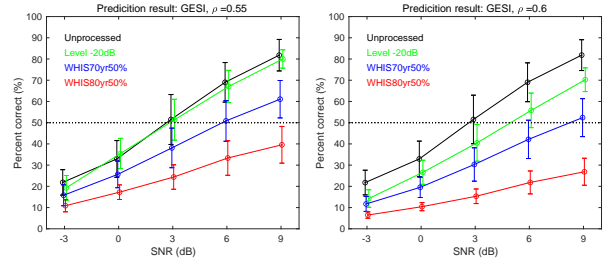 Predicition result: GESI, ρ =0.55
Percent correct (%)
100
90
80
70
60
50
40
30
20
10
0
Unprocessed
Level -20dB
WHIS70yr50%
WHIS80yr50%
-3 0 3 6 9
SNR (dB)
Predicition result: GESI, ρ =0.6
Percent correct (%)
100
90
80
70
60
50
40
30
20
10
0
Unprocessed
Level -20dB
WHIS70yr50%
WHIS80yr50%
-3 0 3 6 9
SNR (dB)